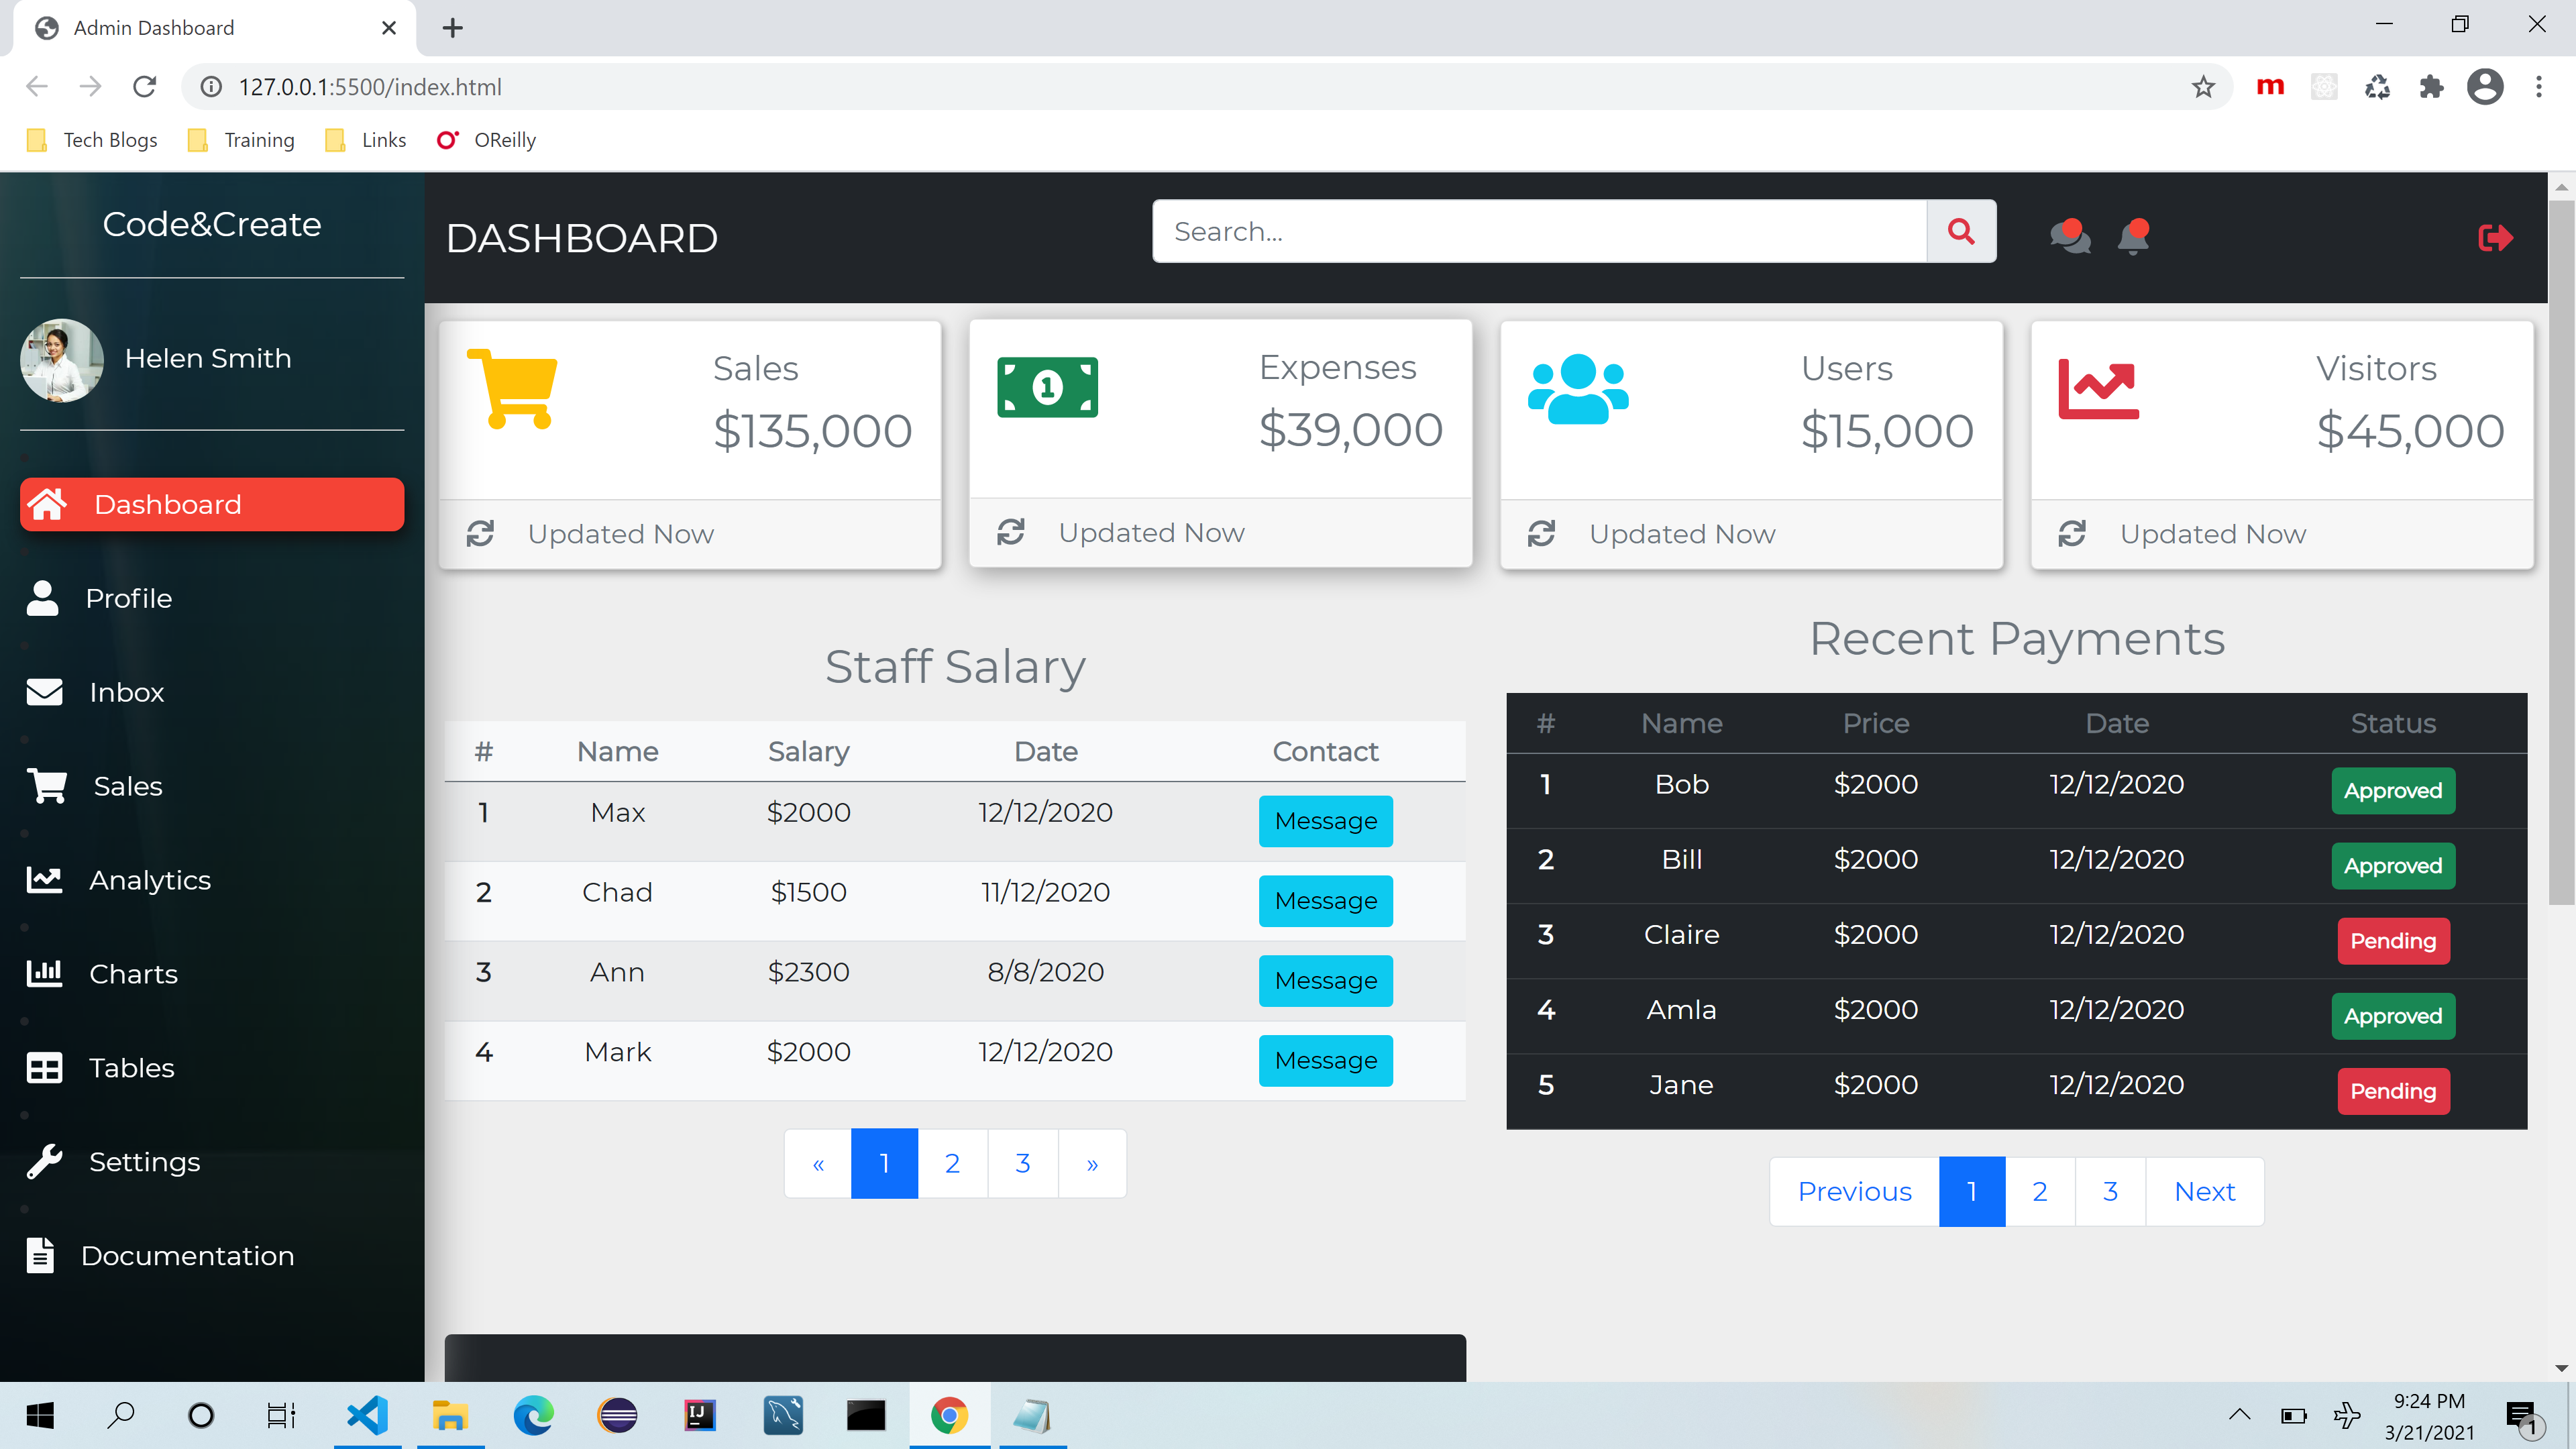 Admin Dashboard
127.0.0.1:5500/index.html
m
Tech Blogs Training Links OReilly
Code&Create
DASHBOARD
Search...
Helen Smith
Dashboard
Profile
Inbox
Sales
Analytics
Charts
Tables
Settings
Documentation
Sales
$135,000
Updated Now
1
Expenses
$39,000
Updated Now
Users
$15,000
Updated Now
Visitors
$45,000
Updated Now
Staff Salary
# Name Salary Date Contact
1 Max $2000 12/12/2020 Message
2 Chad $1500 11/12/2020 Message
3 Ann $2300 8/8/2020 Message
4 Mark $2000 12/12/2020 Message
« 1 2 3 »
Recent Payments
# Name Price Date Status
1 Bob $2000 12/12/2020 Approved
2 Bill $2000 12/12/2020 Approved
3 Claire $2000 12/12/2020 Pending
4 Amla $2000 12/12/2020 Approved
5 Jane $2000 12/12/2020 Pending
Previous 1 2 3 Next
IJ
9:24 PM
3/21/2021
1